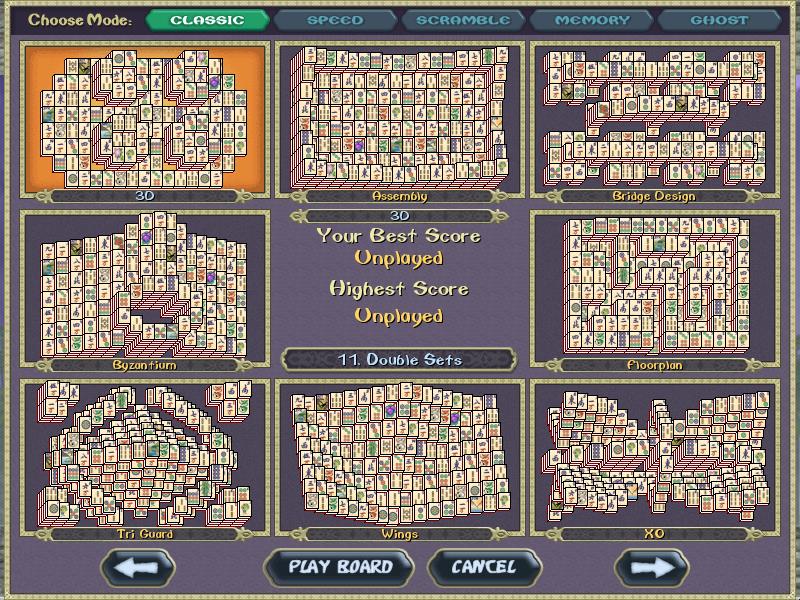 Choose Mode: CLASSIC SPEED SCRAMBLE MEMORY GHOST
3D
Assembly
Bridge Design
3D
Your Best Score
Unplayed
Highest Score
Unplayed
11. Double Sets
Byzantium
Floorplan
Tri Guard
Wings
XO
PLAY BOARD
CANCEL